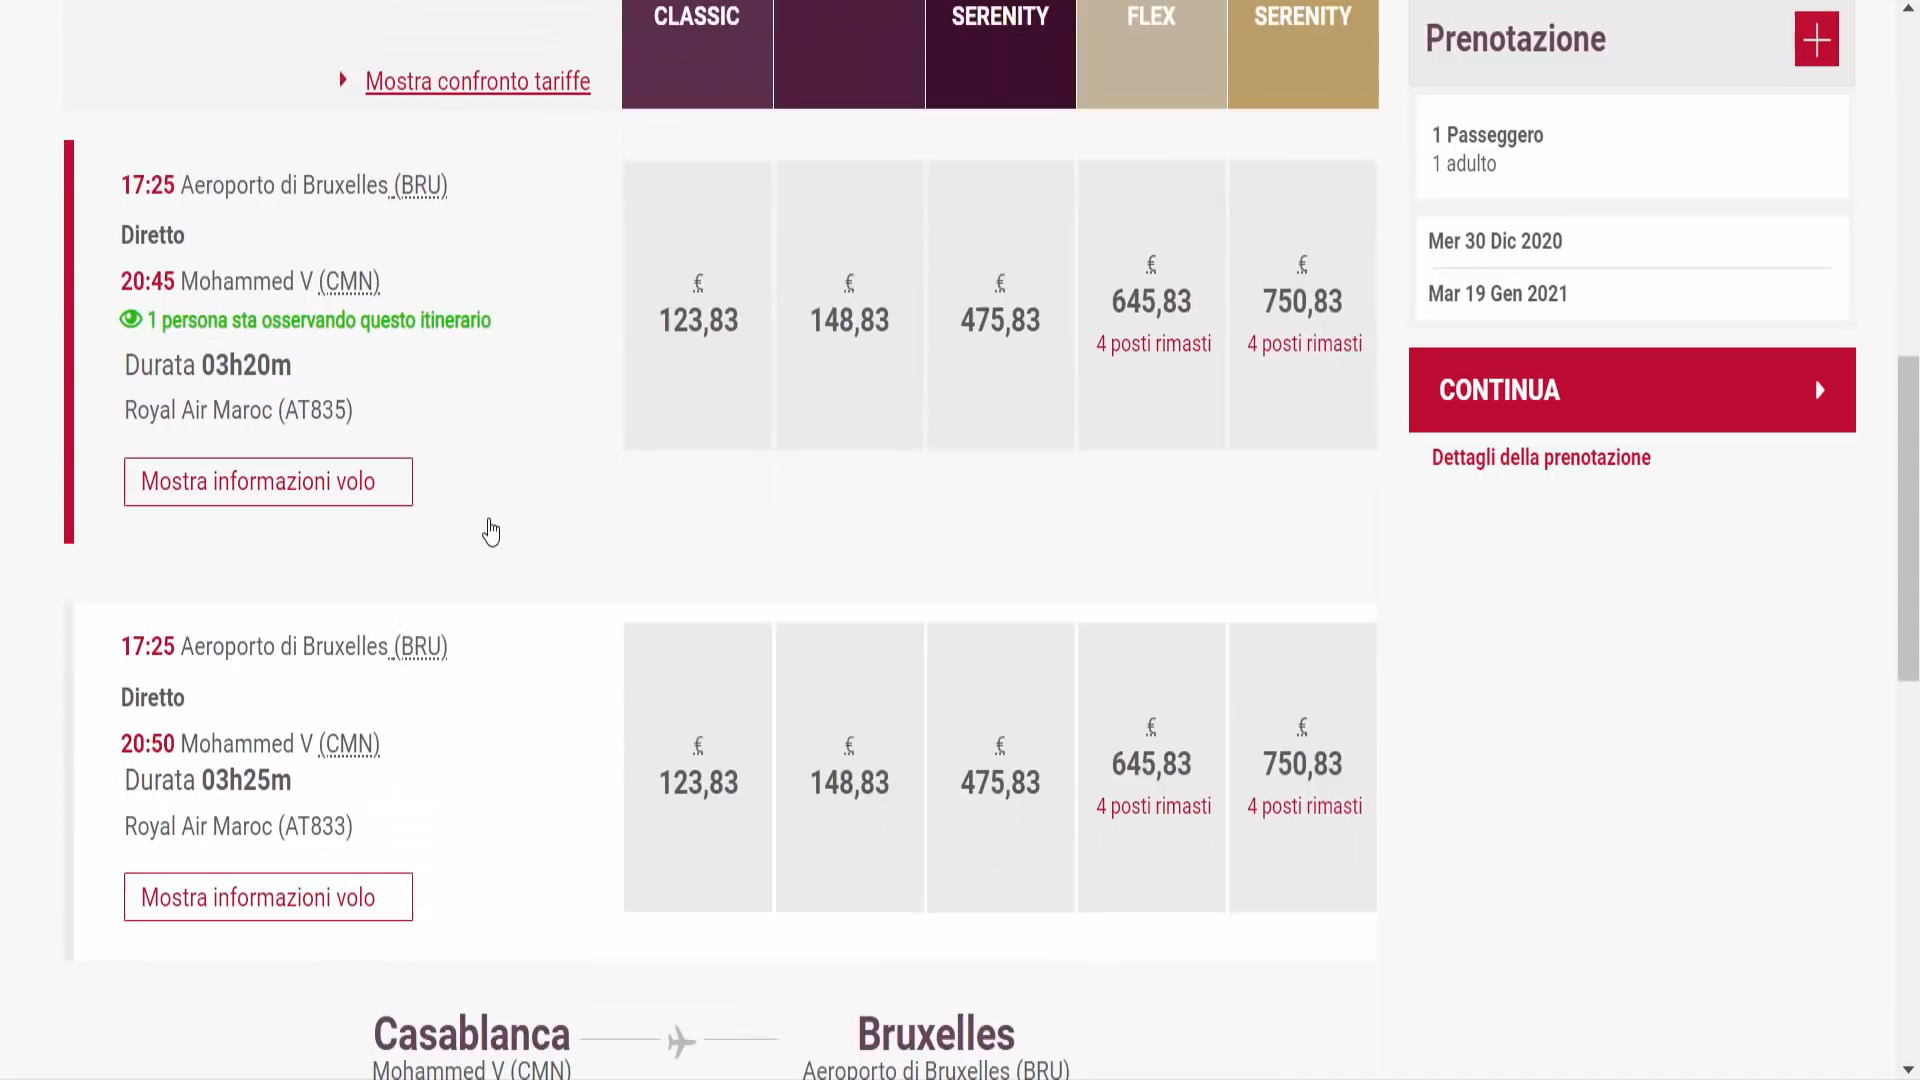 CLASSIC
SERENITY
FLEX
SERENITY
Mostra confronto tariffe
17:25 Aeroporto di Bruxelles (BRU)
Diretto
20:45 Mohammed V (CMN)
1 persona sta osservando questo itinerario
Durata 03h20m
Royal Air Maroc (AT835)
Mostra informazioni volo
€
123,83
€
148,83
€
475,83
€
645,83
4 posti rimasti
€
750,83
4 posti rimasti
17:25 Aeroporto di Bruxelles (BRU)
Diretto
20:50 Mohammed V (CMN)
Durata 03h25m
Royal Air Maroc (AT833)
Mostra informazioni volo
€
123,83
€
148,83
€
475,83
€
645,83
4 posti rimasti
€
750,83
4 posti rimasti
Casablanca
Mohammed V (CMN)
Bruxelles
Aeroporto di Bruxelles (BRU)
Prenotazione
1 Passeggero
1 adulto
Mer 30 Dic 2020
Mar 19 Gen 2021
CONTINUA
Dettagli della prenotazione